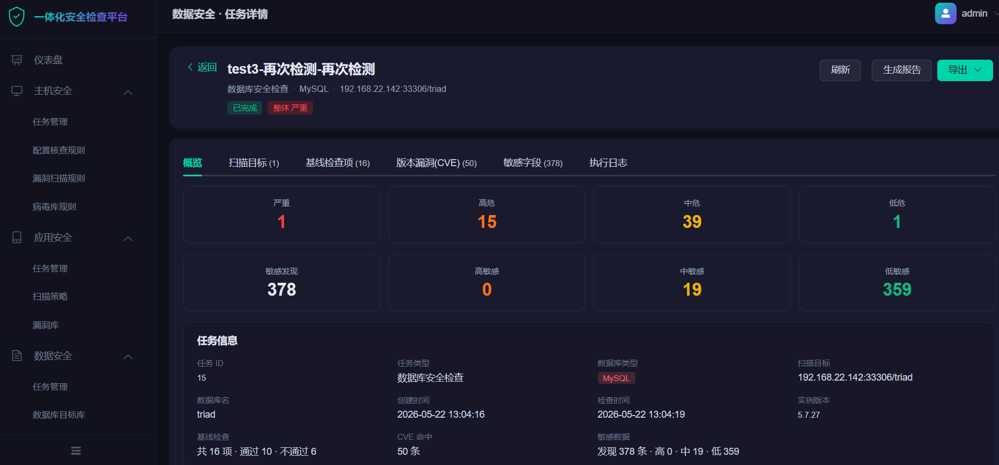 一体化安全检查平台
仪表盘
主机安全
任务管理
配置核查规则
漏洞扫描规则
病毒库规则
应用安全
任务管理
扫描策略
漏洞库
数据安全
任务管理
数据库目标库
数据安全 · 任务详情
admin
返回
test3-再次检测-再次检测
数据库安全检查 · MySQL · 192.168.22.142:33306/triad
已完成
整体 严重
刷新
生成报告
导出
概览
扫描目标 (1)
基线检查项 (16)
版本漏洞(CVE) (50)
敏感字段 (378)
执行日志
严重
1
高危
15
中危
39
低危
1
敏感发现
378
高敏感
0
中敏感
19
低敏感
359
任务信息
任务 ID
15
任务类型
数据库安全检查
数据库类型
MySQL
扫描目标
192.168.22.142:33306/triad
数据库名
triad
创建时间
2026-05-22 13:04:16
检查时间
2026-05-22 13:04:19
实例版本
5.7.27
基线检查
共 16 项 · 通过 10 · 不通过 6
CVE 命中
50 条
敏感数据
发现 378 条 · 高 0 · 中 19 · 低 359